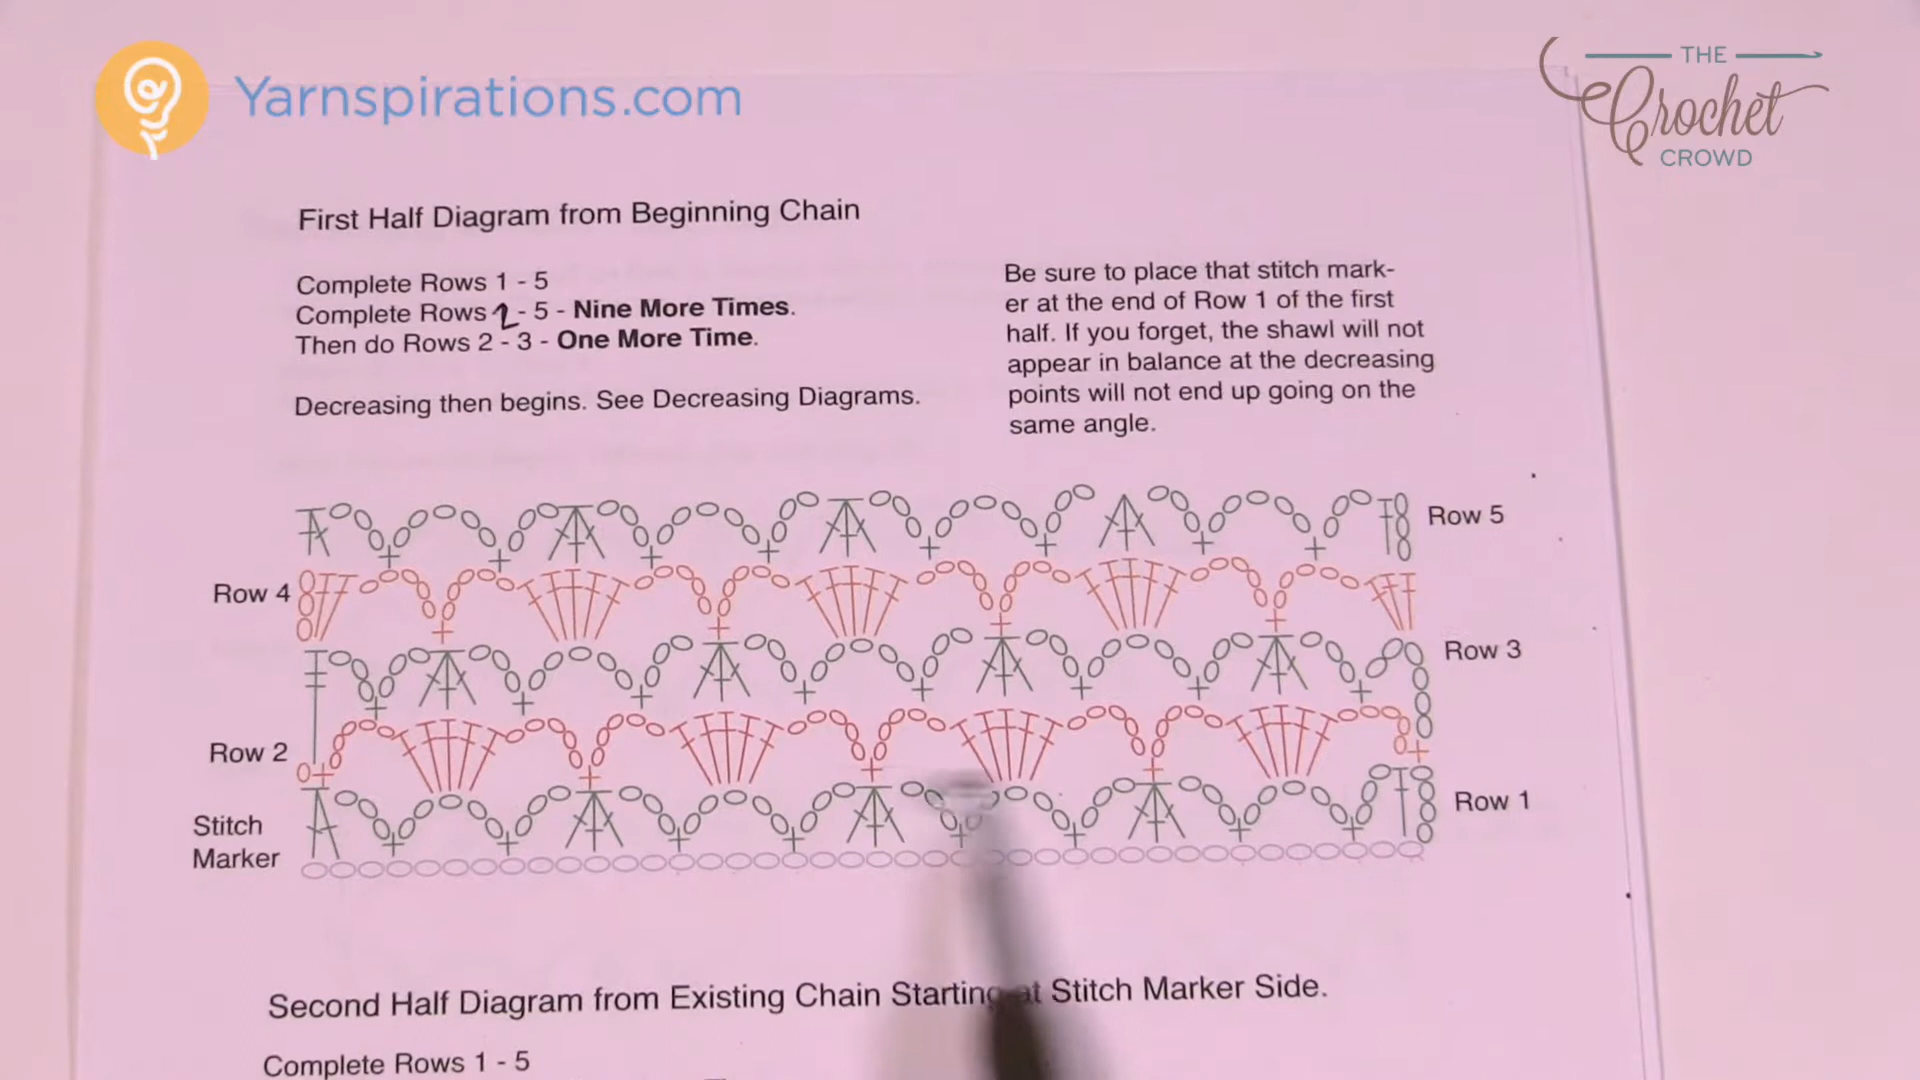 Yarnspirations.com
THE
Crochet
CROWD
First Half Diagram from Beginning Chain
Complete Rows 1 - 5
Complete Rows 2 - 5 - Nine More Times.
Then do Rows 2 - 3 - One More Time.
Decreasing then begins. See Decreasing Diagrams.
Be sure to place that stitch mark-
er at the end of Row 1 of the first
half. If you forget, the shawl will not
appear in balance at the decreasing
points will not end up going on the
same angle.
Row 5
Row 4
Row 3
Row 2
Row 1
Stitch
Marker
Second Half Diagram from Existing Chain Starting at Stitch Marker Side.
Complete Rows 1 - 5